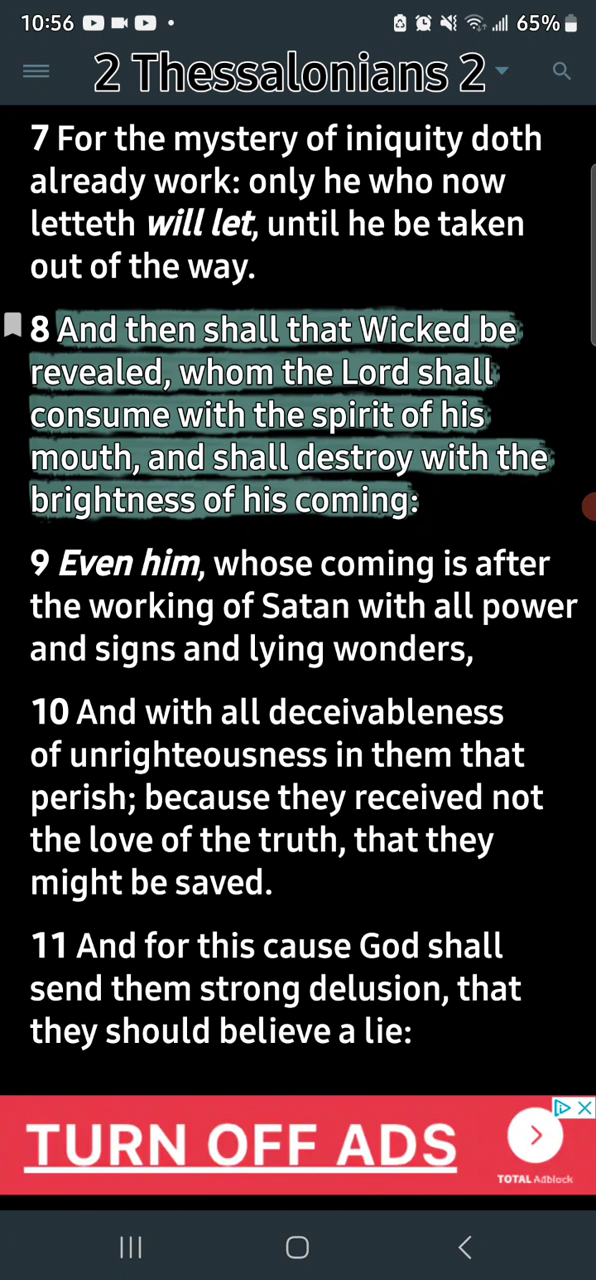 10:56 65%
2 Thessalonians 2
7 For the mystery of iniquity doth
already work: only he who now
letteth will let, until he be taken
out of the way.
8 And then shall that Wicked be
revealed, whom the Lord shall
consume with the spirit of his
mouth, and shall destroy with the
brightness of his coming:
9 Even him, whose coming is after
the working of Satan with all power
and signs and lying wonders,
10 And with all deceivableness
of unrighteousness in them that
perish; because they received not
the love of the truth, that they
might be saved.
11 And for this cause God shall
send them strong delusion, that
they should believe a lie:
TURN OFF ADS
TOTAL Adblock